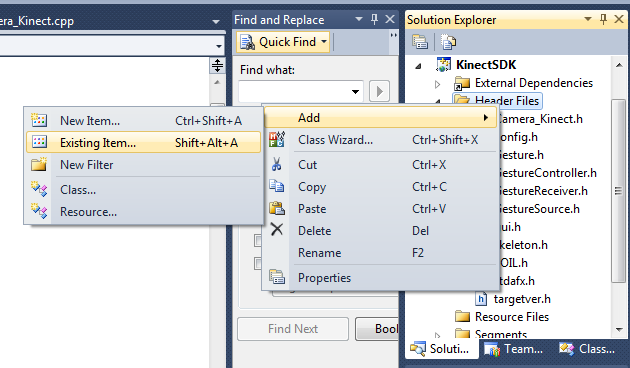 era_Kinect.cpp
Find and Replace
Quick Find
Find what:
Find Next
Book
New Item... Ctrl+Shift+A
Existing Item... Shift+Alt+A
New Filter
Class...
Resource...
Add
Class Wizard... Ctrl+Shift+X
Cut Ctrl+X
Copy Ctrl+C
Paste Ctrl+V
Delete Del
Rename F2
Properties
Solution Explorer
KinectSDK
External Dependencies
Header Files
Camera_Kinect.h
onfig.h
esture.h
estureController.h
estureReceiver.h
estureSource.h
ui.h
keleton.h
OIL.h
tdafx.h
targetver.h
Resource Files
Segments
Soluti...
Team...
Class...